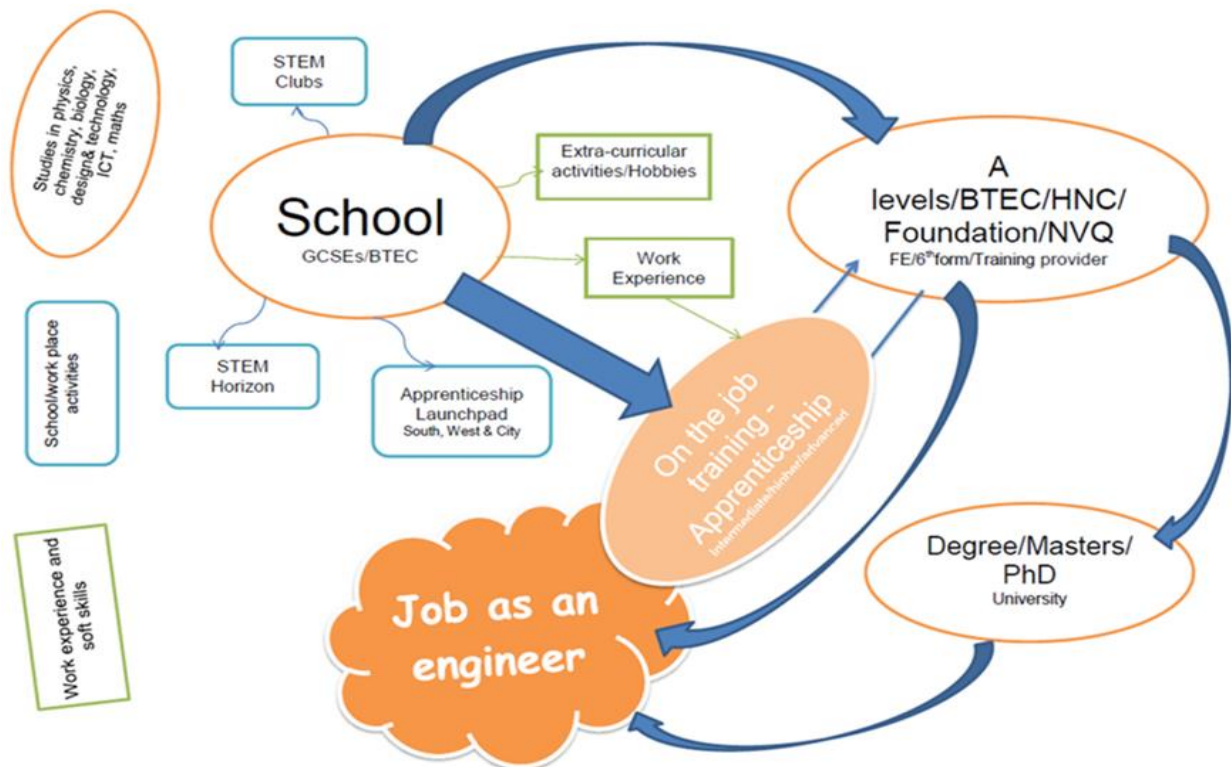 Studies in physics,
chemistry, biology,
design& technology,
ICT, maths
STEM
Clubs
School
GCSEs/BTEC
Extra-curricular
activities/Hobbies
Work
Experience
A
levels/BTEC/HNC/
Foundation/NVQ
FE/6thform/Training provider
School/work place
activities
STEM
Horizon
Apprenticeship
Launchpad
South, West & City
On the job
training -
Apprenticeship
Intermediate/higher/advanced
Work experience and
soft skills
Job as an
engineer
Degree/Masters/
PhD
University